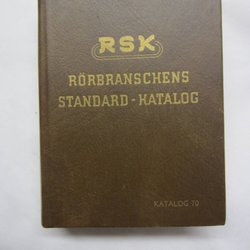 RSK
RÖRBRANSCHENS
STANDARD-KATALOG
KATALOG 70